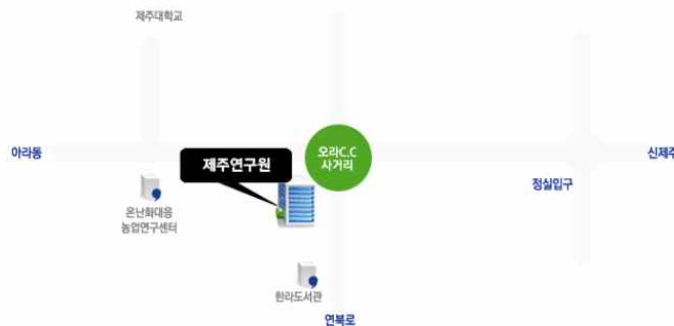 제주대학교
아라동
제주연구원
오라C.C
사거리
신제주
정실입구
온난화대응
농업연구센터
한라도서관
연북로